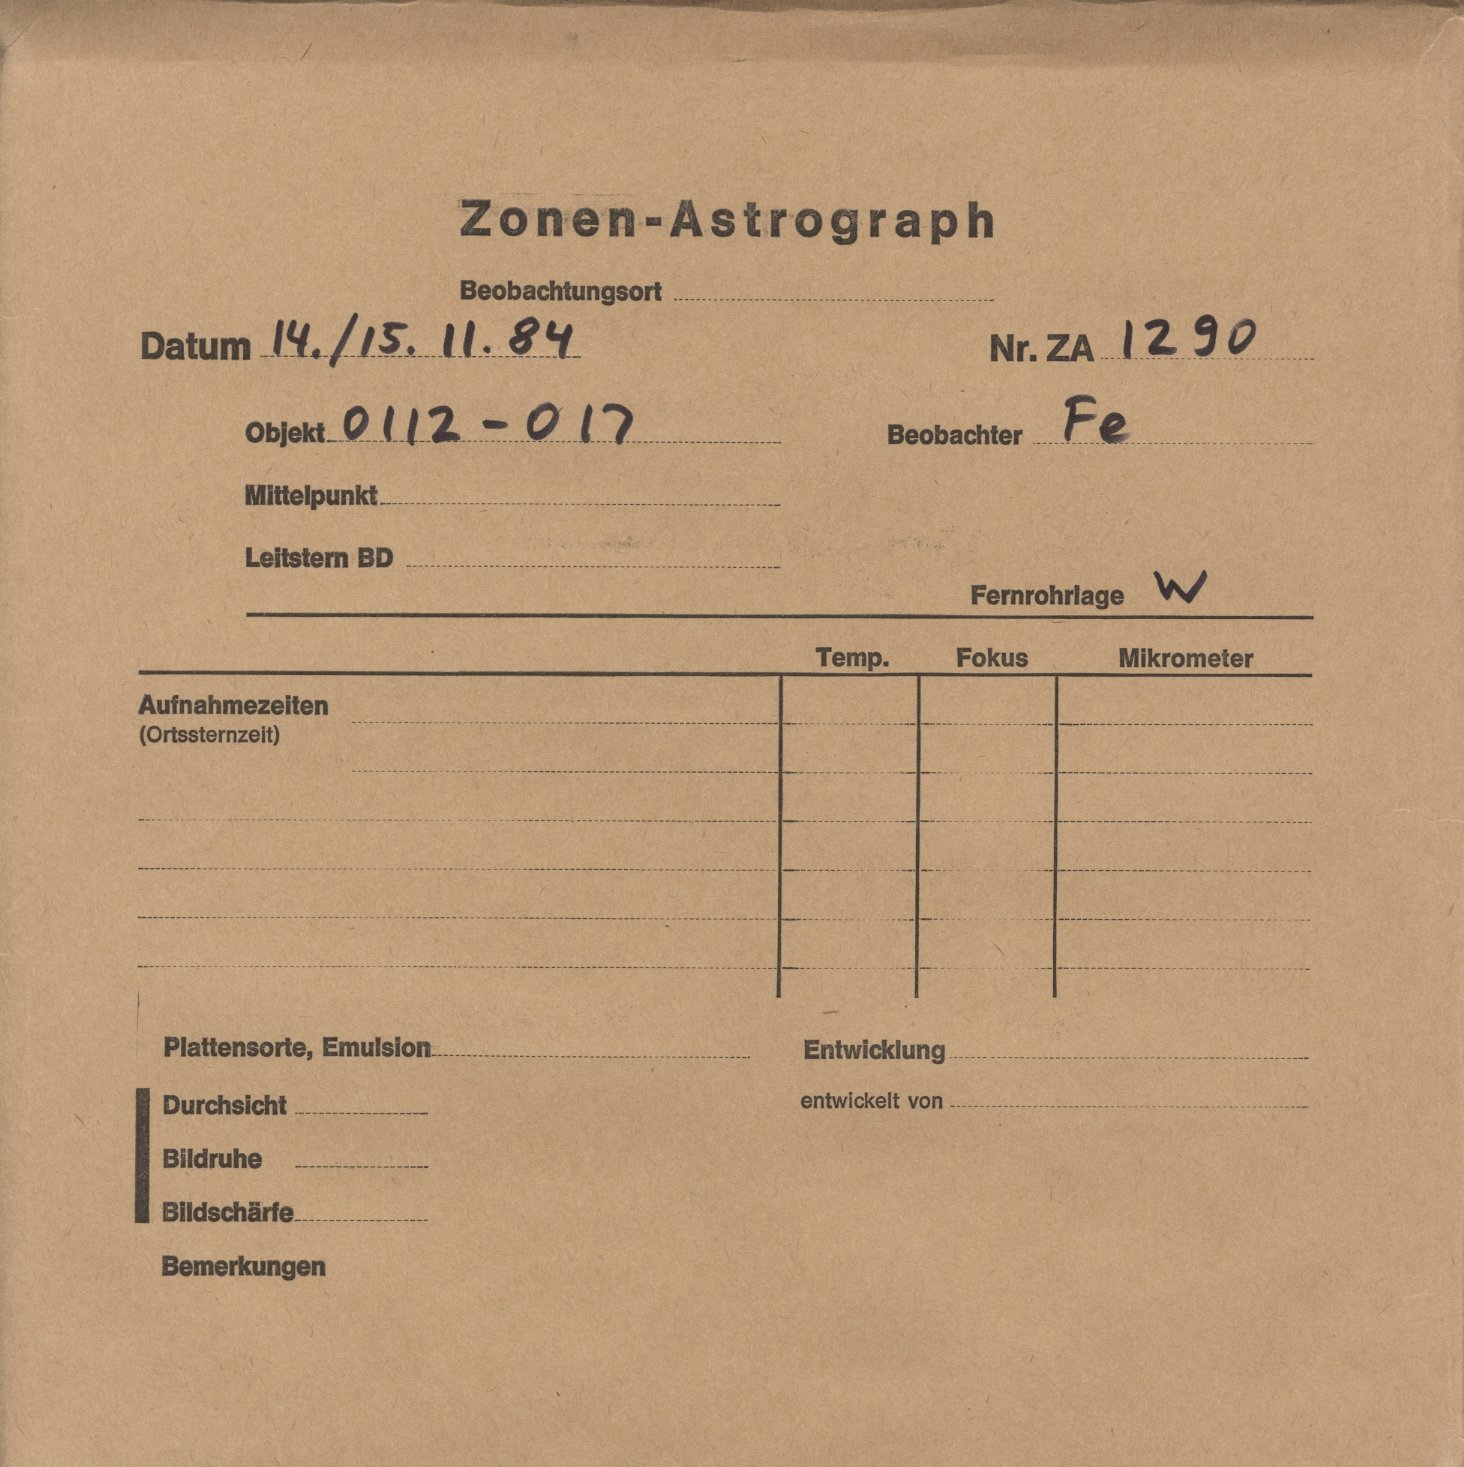 Zonen-Astrograph
Beobachtungsort
Datum 14./15. 11. 84 Nr. ZA 1290
Objekt 0112-017 Beobachter Fe
Mittelpunkt
Leitstern BD
Fernrohrlage W
Temp. Fokus Mikrometer
Aufnahmezeiten
(Ortssternzeit)
Plattensorte, Emulsion Entwicklung
Durchsicht entwickelt von
Bildruhe
Bildschärfe
Bemerkungen